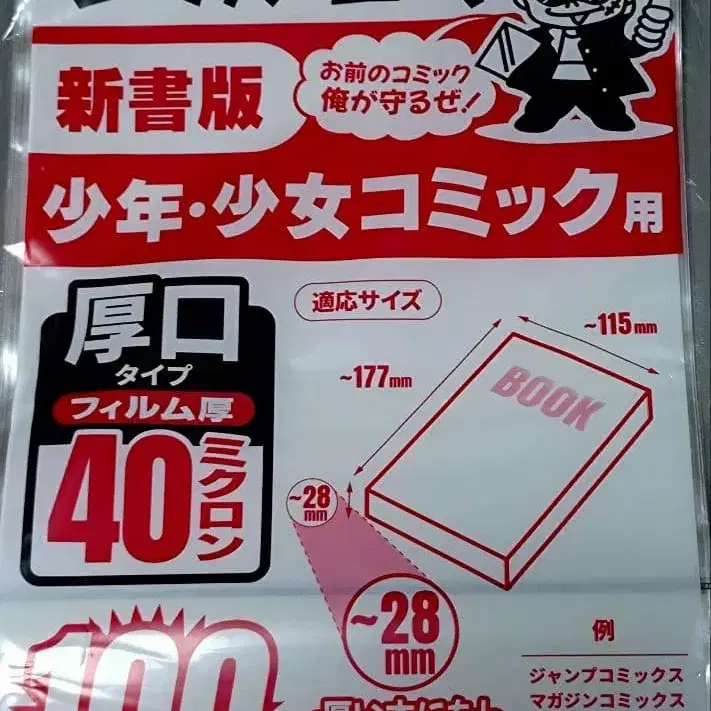 新書版
お前のコミック
俺が守るぜ!
少年・少女コミック用
厚口
タイプ
フィルム厚
40ミクロン
適応サイズ
~115mm
~177mm
BOOK
~28
mm
~28
mm
100
例
ジャンプコミックス
マガジンコミックス